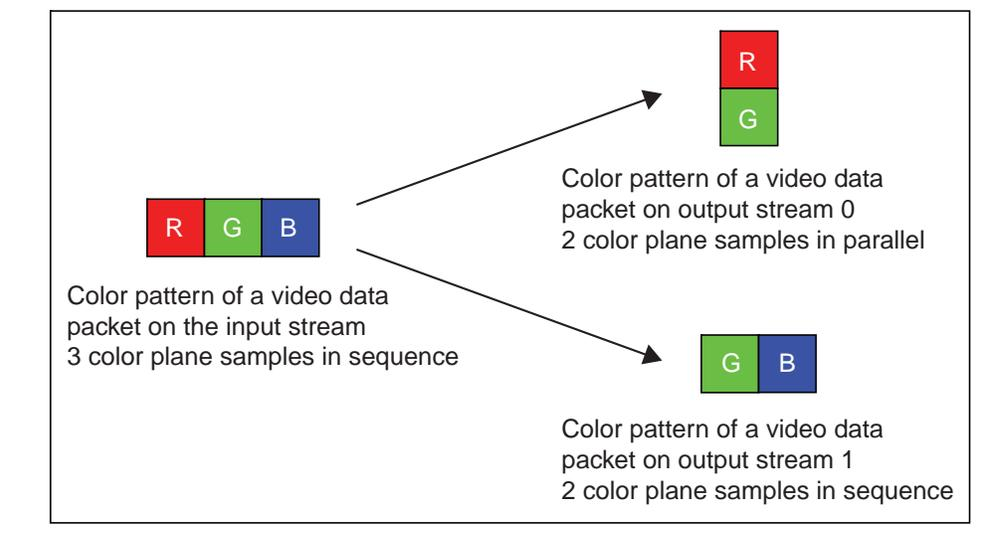 R
G
Color pattern of a video data
packet on output stream 0
2 color plane samples in parallel
R G B
Color pattern of a video data
packet on the input stream
3 color plane samples in sequence
G B
Color pattern of a video data
packet on output stream 1
2 color plane samples in sequence